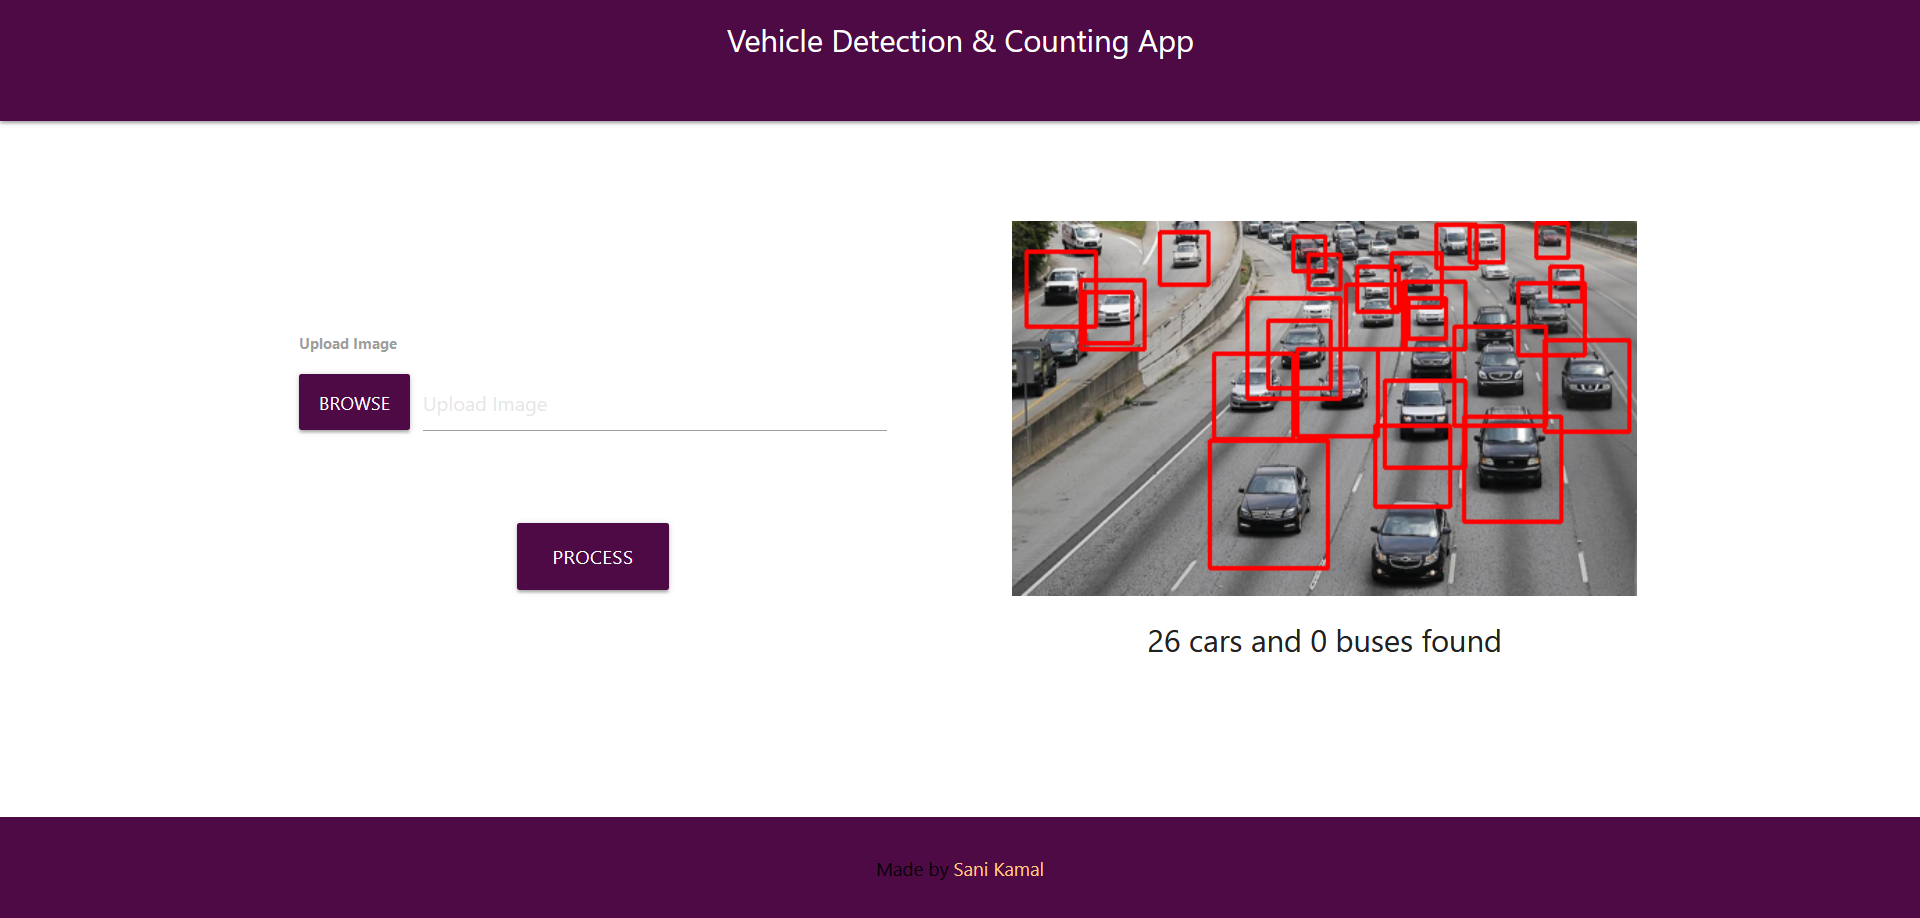 Vehicle Detection & Counting App
Upload Image
BROWSE
Upload Image
PROCESS
26 cars and 0 buses found
Made by Sani Kamal